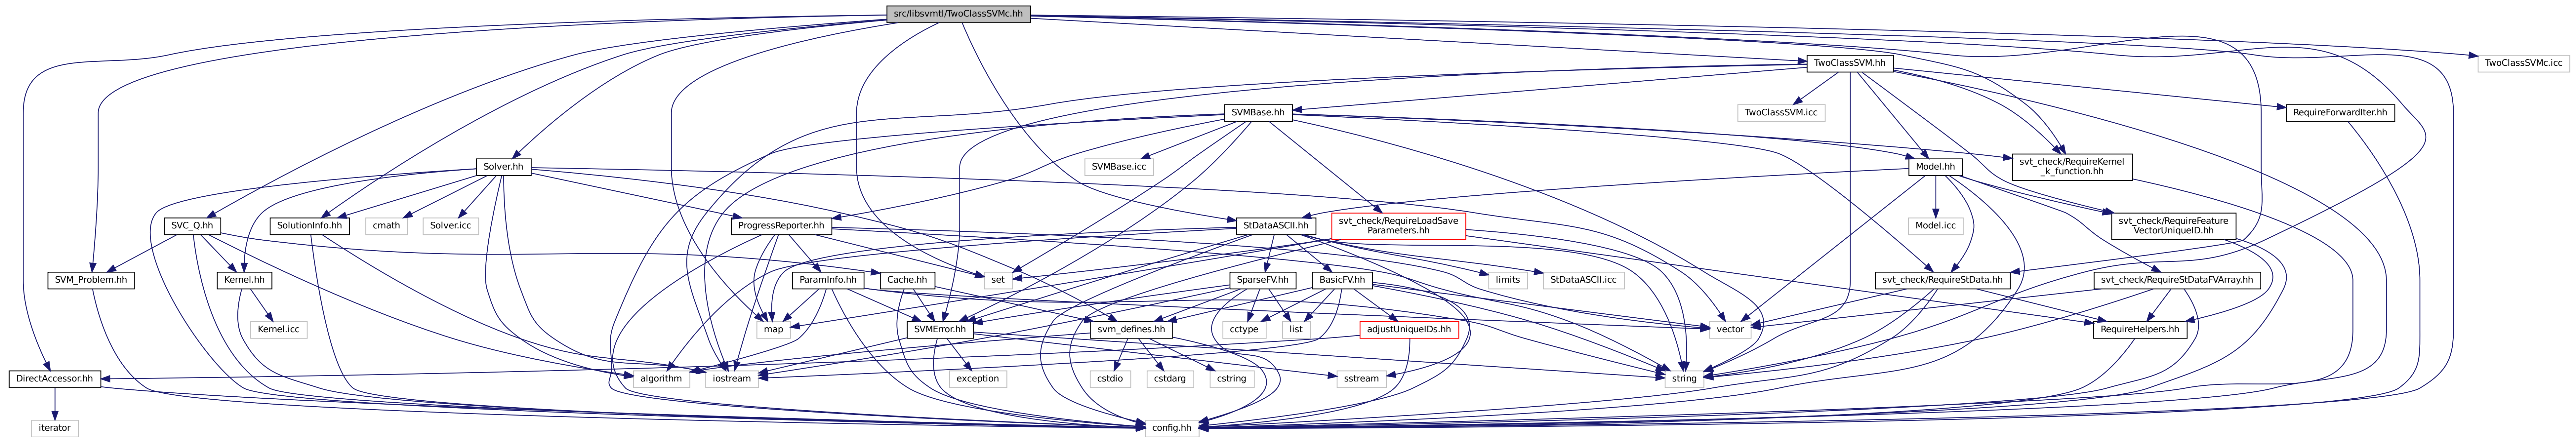 src/libsvmtl/TwoClassSVMc.hh
TwoClassSVM.hh
TwoClassSVMc.icc
SVMBase.hh
TwoClassSVM.icc
RequireForwardIter.hh
Solver.hh
SVMBase.icc
Model.hh
svt_check/RequireKernel
_k_function.hh
SVC_Q.hh
SolutionInfo.hh
cmath
Solver.icc
ProgressReporter.hh
StDataASCII.hh
svt_check/RequireLoadSave
Parameters.hh
Model.icc
svt_check/RequireFeature
VectorUniqueID.hh
SVM_Problem.hh
Kernel.hh
Cache.hh
set
ParamInfo.hh
SparseFV.hh
BasicFV.hh
limits
StDataASCII.icc
svt_check/RequireStData.hh
svt_check/RequireStDataFVArray.hh
Kernel.icc
map
SVMError.hh
svm_defines.hh
cctype
list
adjustUniqueIDs.hh
vector
RequireHelpers.hh
DirectAccessor.hh
algorithm
iostream
exception
cstdio
cstdarg
cstring
sstream
string
iterator
config.hh